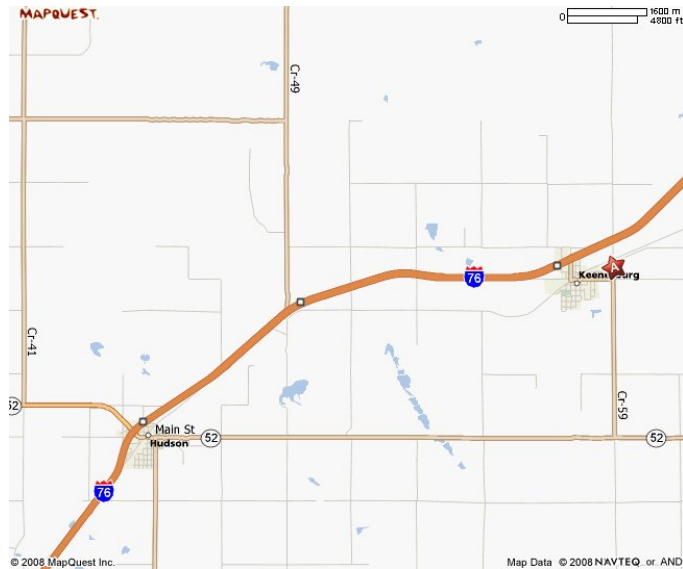 MAPQUEST.
0 1600 m
4800 ft
Cr-49
76
A
Cr-41
Cr-59
52
Main St
Hudson
52
52
76
© 2008 MapQuest Inc.
Map Data © 2008 NAVTEQ or AND